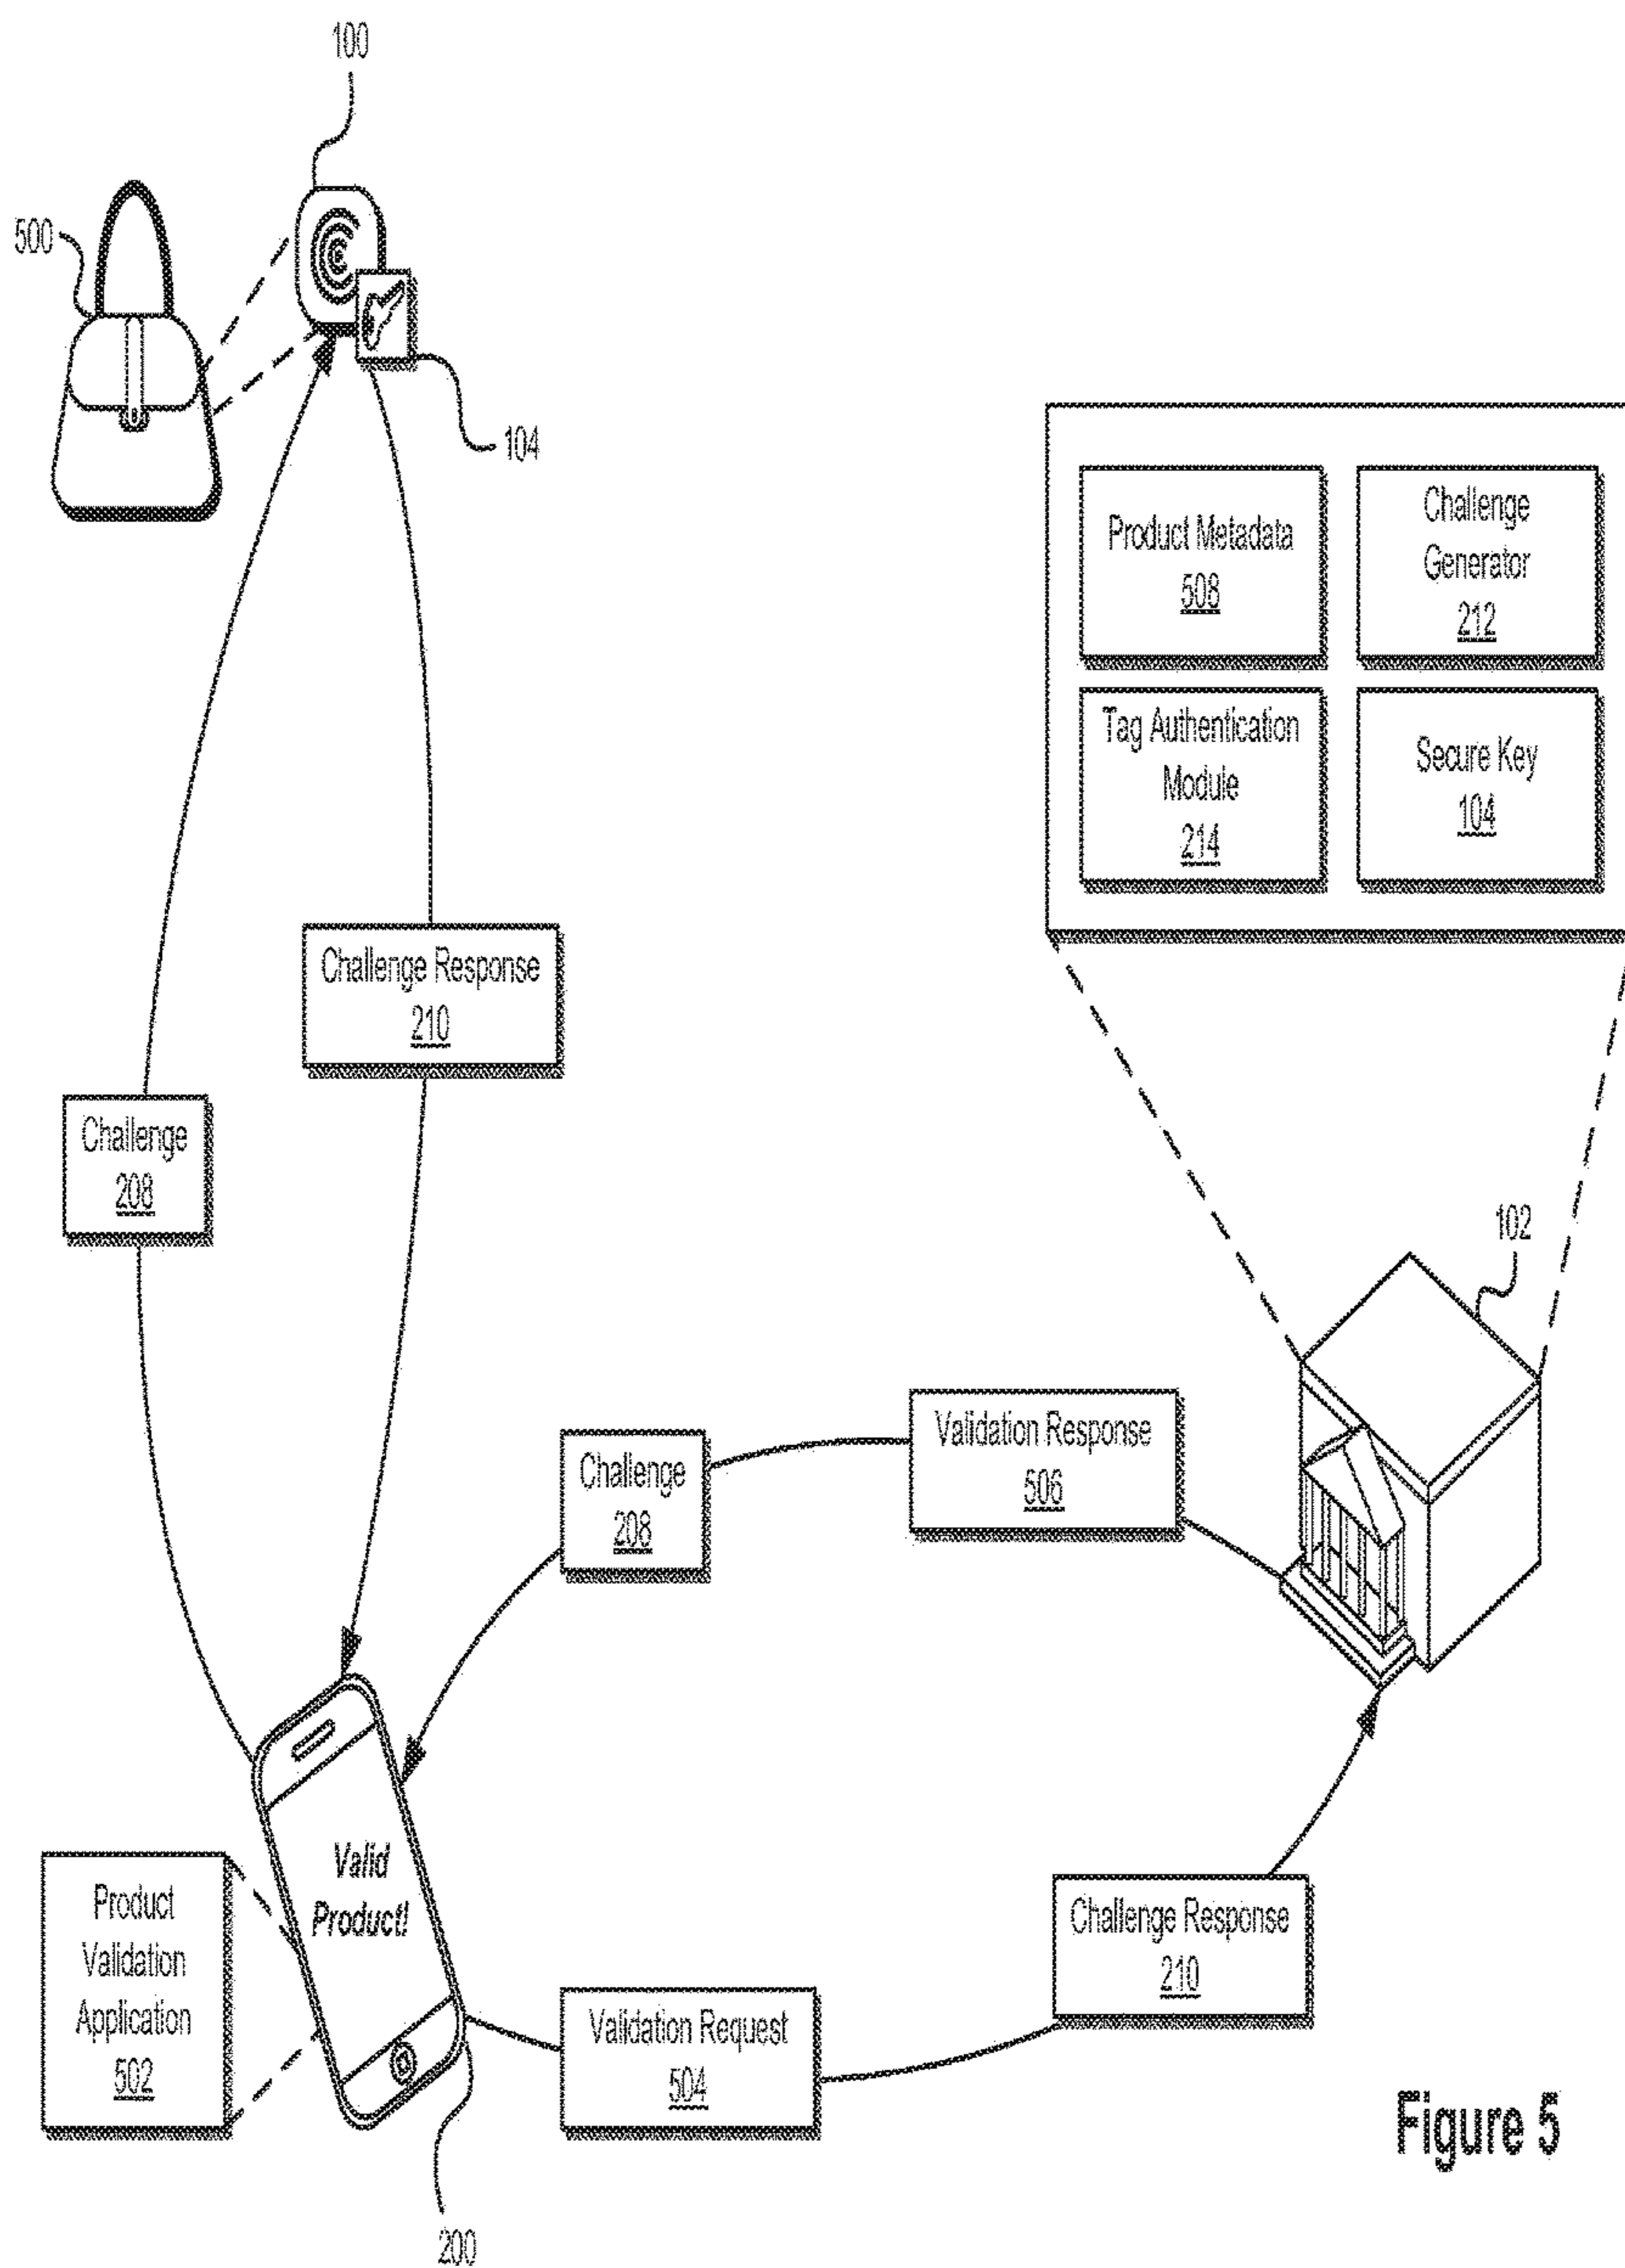 100
500
104
Product Metadata
508
Challenge
Generator
212
Tag Authentication
Module
214
Secure Key
104
Challenge Response
210
Challenge
208
102
Validation Response
506
Challenge
208
Valid
Product!
Product
Validation
Application
502
Validation Request
504
Challenge Response
210
200
Figure 5